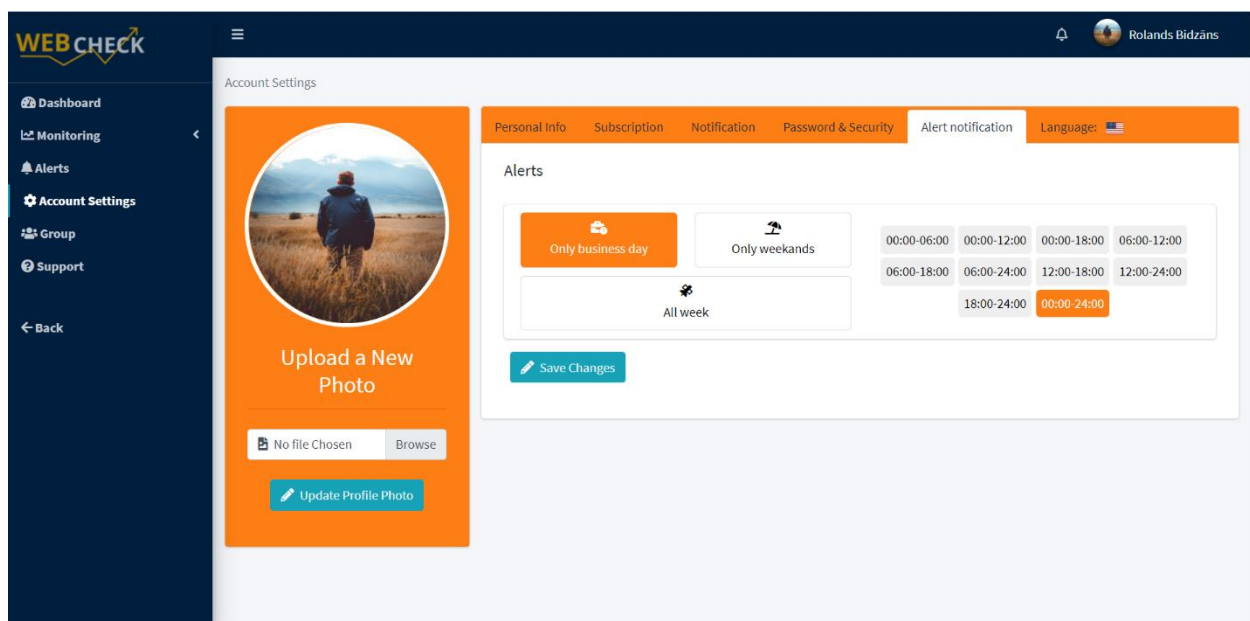 WEBCHECK
Rolands Bidzāns
Dashboard
Monitoring
Alerts
Account Settings
Group
Support
Back
Account Settings
Upload a New
Photo
No file Chosen Browse
Update Profile Photo
Personal Info Subscription Notification Password & Security Alert notification Language:
Alerts
Only business day Only weekands
All week
00:00-06:00 00:00-12:00 00:00-18:00 06:00-12:00
06:00-18:00 06:00-24:00 12:00-18:00 12:00-24:00
18:00-24:00 00:00-24:00
Save Changes